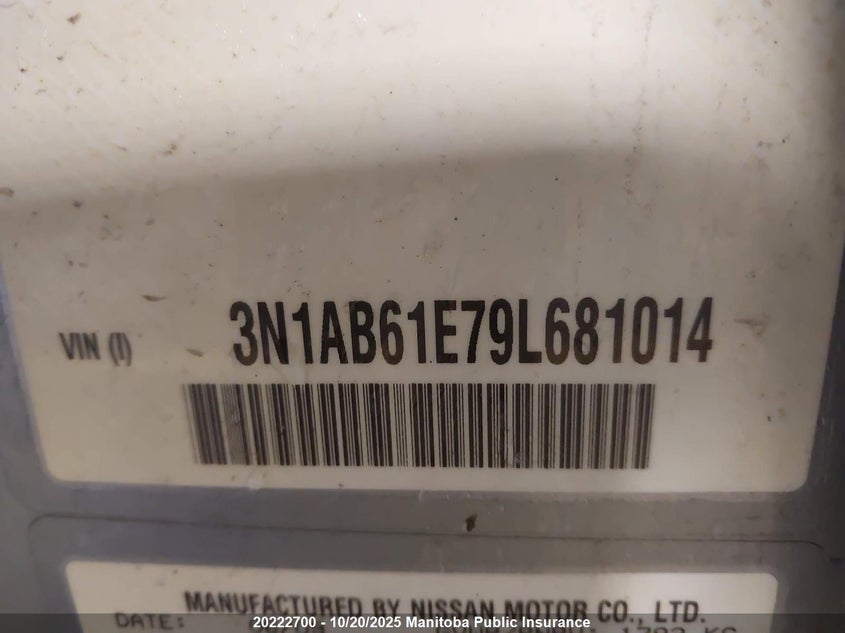 VIN (I) 3N1AB61E79L681014
MANUFACTURED BY NISSAN MOTOR CO., LTD.
DATE:
20222700 - 10/20/2025 Manitoba Public Insurance